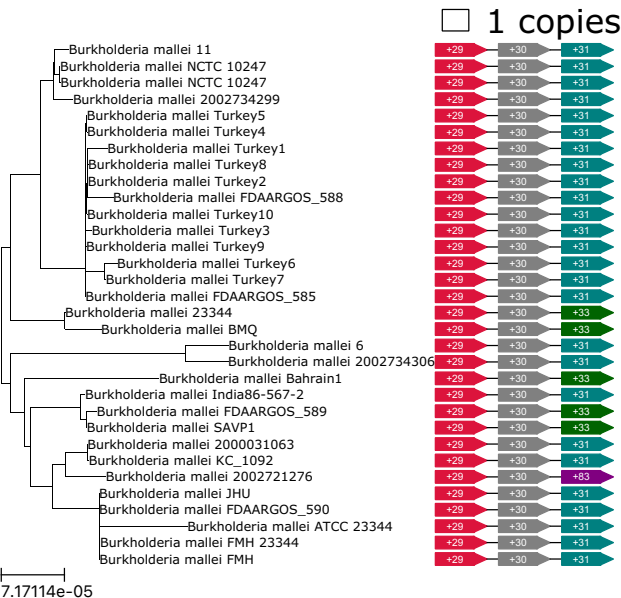 1 copies
Burkholderia mallei 11 +29 +30 +31
Burkholderia mallei NCTC 10247 +29 +30 +31
Burkholderia mallei NCTC 10247 +29 +30 +31
Burkholderia mallei 2002734299 +29 +30 +31
Burkholderia mallei Turkey5 +29 +30 +31
Burkholderia mallei Turkey4 +29 +30 +31
Burkholderia mallei Turkey1 +29 +30 +31
Burkholderia mallei Turkey8 +29 +30 +31
Burkholderia mallei Turkey2 +29 +30 +31
Burkholderia mallei FDAARGOS_588 +29 +30 +31
Burkholderia mallei Turkey10 +29 +30 +31
Burkholderia mallei Turkey3 +29 +30 +31
Burkholderia mallei Turkey9 +29 +30 +31
Burkholderia mallei Turkey6 +29 +30 +31
Burkholderia mallei Turkey7 +29 +30 +31
Burkholderia mallei FDAARGOS_585 +29 +30 +31
Burkholderia mallei 23344 +29 +30 +33
Burkholderia mallei BMQ +29 +30 +33
Burkholderia mallei 6 +29 +30 +31
Burkholderia mallei 2002734306 +29 +30 +31
Burkholderia mallei Bahrain1 +29 +30 +33
Burkholderia mallei India86-567-2 +29 +30 +31
Burkholderia mallei FDAARGOS_589 +29 +30 +33
Burkholderia mallei SAVP1 +29 +30 +33
Burkholderia mallei 2000031063 +29 +30 +31
Burkholderia mallei KC_1092 +29 +30 +31
Burkholderia mallei 2002721276 +29 +30 +83
Burkholderia mallei JHU +29 +30 +31
Burkholderia mallei FDAARGOS_590 +29 +30 +31
Burkholderia mallei ATCC 23344 +29 +30 +31
Burkholderia mallei FMH 23344 +29 +30 +31
Burkholderia mallei FMH +29 +30 +31
7.17114e-05